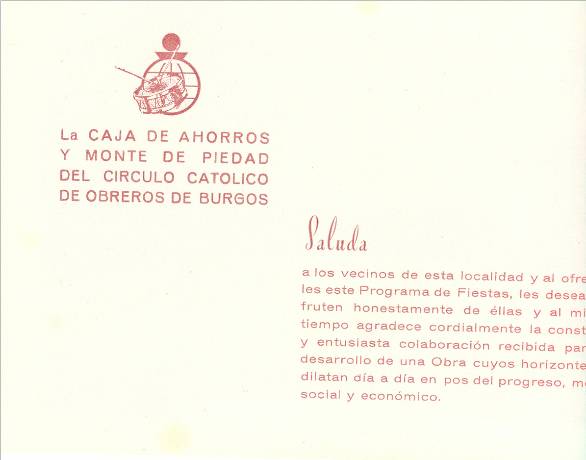 La CAJA DE AHORROS
Y MONTE DE PIEDAD
DEL CIRCULO CATOLICO
DE OBREROS DE BURGOS
Saluda
a los vecinos de esta localidad y al ofre
les este Programa de Fiestas, les desea
fruten honestamente de éllas y al mi
tiempo agradece cordialmente la const
y entusiasta colaboración recibida par
desarrollo de una Obra cuyos horizonte
dilatan día a día en pos del progreso, mo
social y económico.